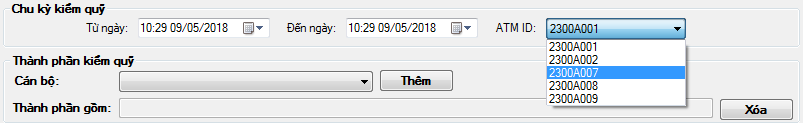 Chu kỳ kiểm quỹ
Từ ngày: 10:29 09/05/2018 Đến ngày: 10:29 09/05/2018 ATM ID: 2300A001
2300A001
2300A002
2300A007
2300A008
2300A009
Thành phần kiểm quỹ
Cán bộ: Thêm
Thành phần gồm: Xóa